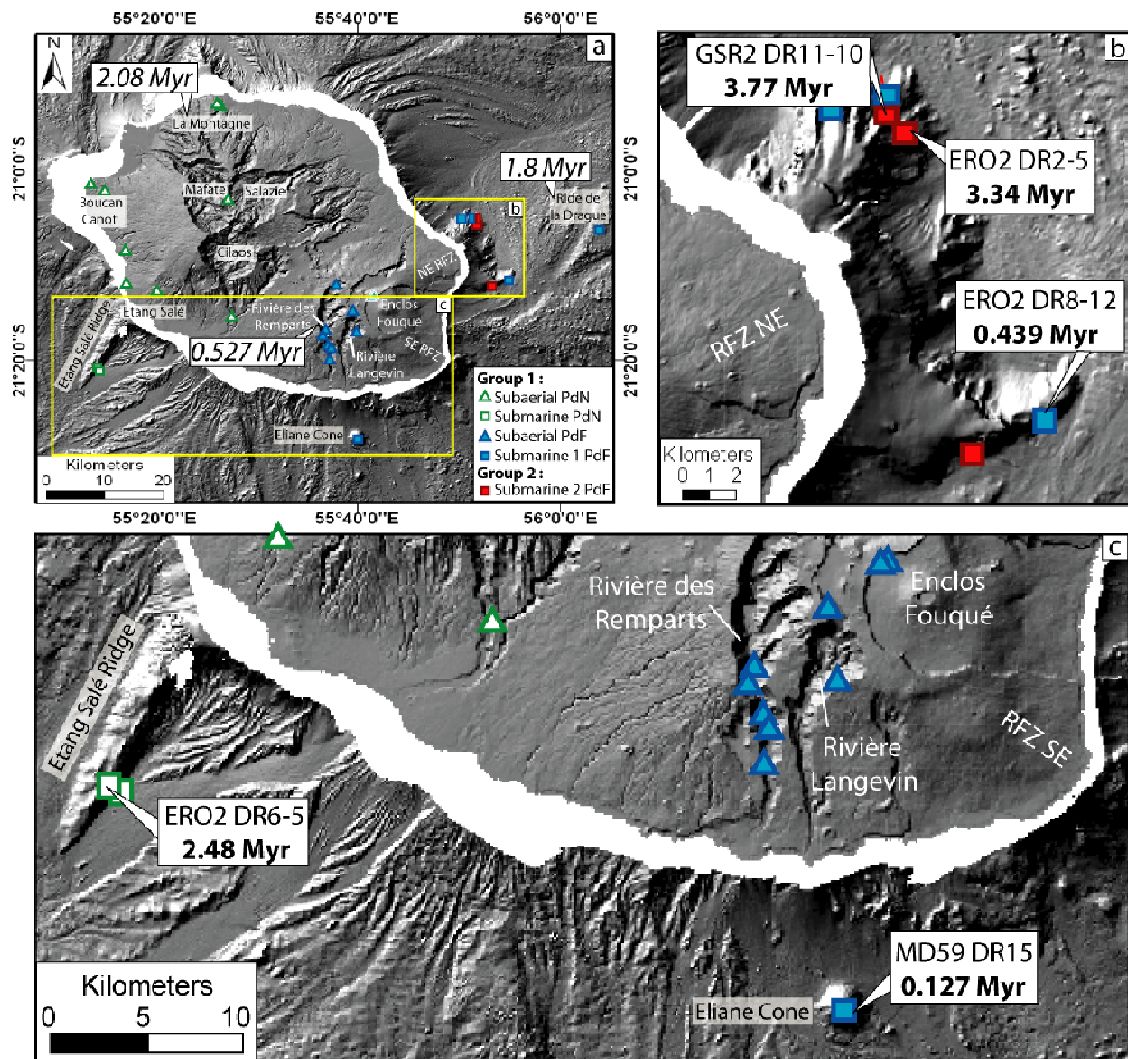 55°20'0"E
55°40'0"E
56°0'0"E
N
a
2.08 Myr
La Montagne
21°0'0"S
Mafate
Salazie
Boucan
Canot
1.8 Myr
Ride de
la Drague
b
Cilaos
NE RFZ
c
Rivière des
Remparts
Enclos
Fouqué
Etang Salé
Etang Salé Ridge
21°20'0"S
0.527 Myr
Rivière
Langevin
SE RFZ
Eliane Cone
Group 1 :
Subaerial PdN
Submarine PdN
Subaerial PdF
Submarine 1 PdF
Group 2 :
Submarine 2 PdF
Kilometers
0 10 20
55°20'0"E
55°40'0"E
56°0'0"E
21°0'0"S
21°20'0"S
b
GSR2 DR11-10
3.77 Myr
ERO2 DR2-5
3.34 Myr
ERO2 DR8-12
0.439 Myr
RFZ NE
Kilometers
0 1 2
c
Rivière des
Remparts
Enclos
Fouqué
Etang Salé Ridge
Rivière
Langevin
RFZ SE
ERO2 DR6-5
2.48 Myr
MD59 DR15
0.127 Myr
Eliane Cone
Kilometers
0 5 10